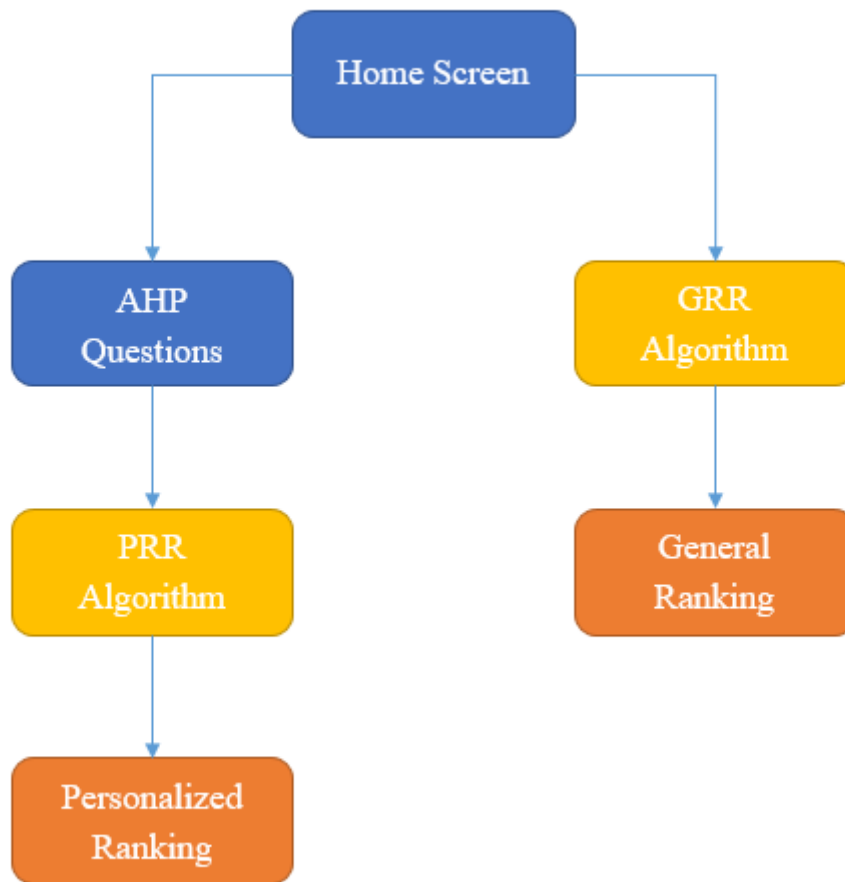 Home Screen
AHP
Questions
GRR
Algorithm
PRR
Algorithm
General
Ranking
Personalized
Ranking